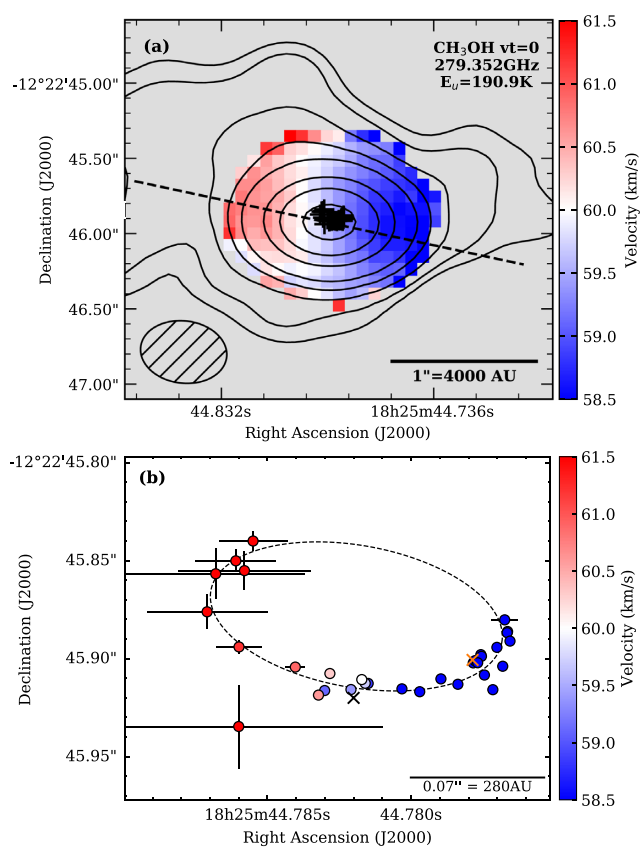 (a)
CH₃OH vt=0
279.352GHz
Eᵤ=190.9K
-12°22'45.00"
45.50"
46.00"
46.50"
47.00"
Declination (J2000)
1"=4000 AU
44.832s
18h25m44.736s
Right Ascension (J2000)
61.5
61.0
60.5
60.0
59.5
59.0
58.5
Velocity (km/s)
(b)
-12°22'45.80"
45.85"
45.90"
45.95"
Declination (J2000)
0.07" = 280AU
18h25m44.785s
44.780s
Right Ascension (J2000)
61.5
61.0
60.5
60.0
59.5
59.0
58.5
Velocity (km/s)